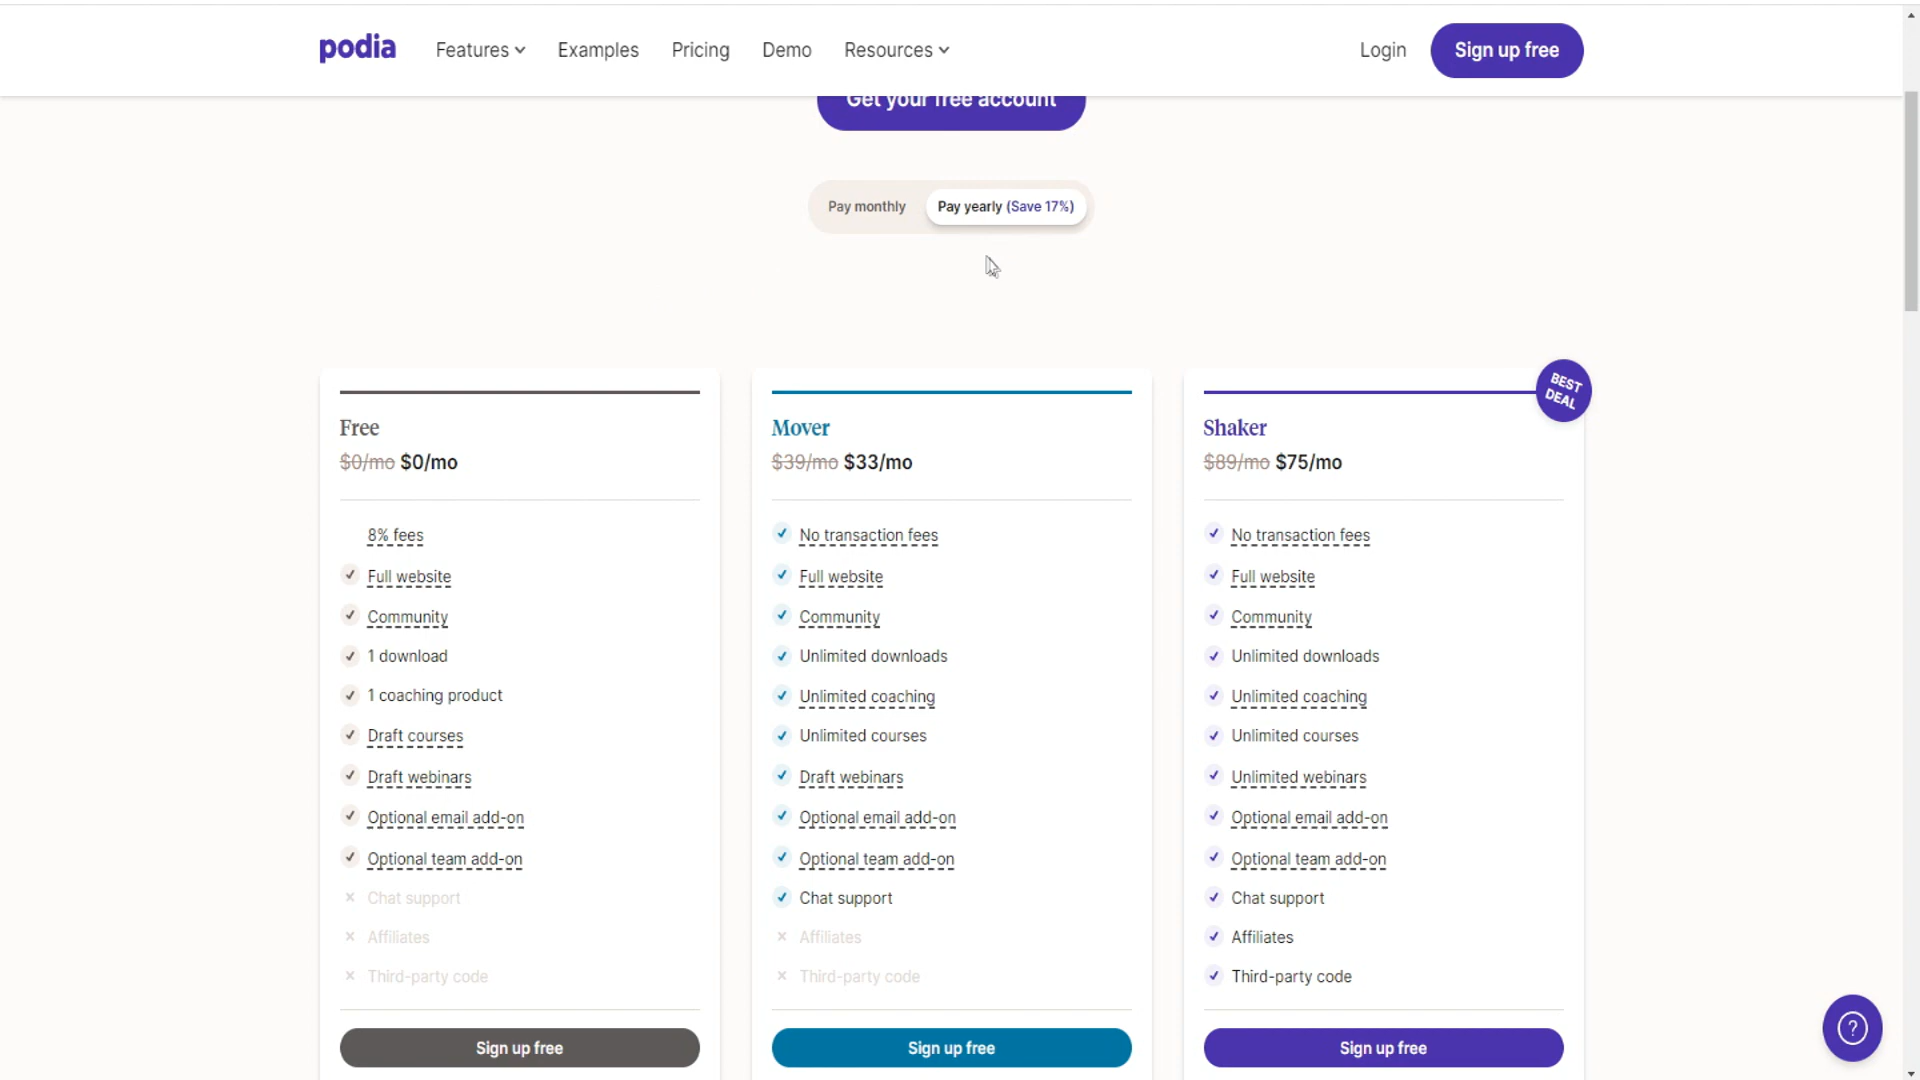 podia Features Examples Pricing Demo Resources Login Sign up free
Get your free account
Pay monthly Pay yearly (Save 17%)
BEST DEAL
Free
$0/mo $0/mo
8% fees
Full website
Community
1 download
1 coaching product
Draft courses
Draft webinars
Optional email add-on
Optional team add-on
Chat support
Affiliates
Third-party code
Sign up free
Mover
$39/mo $33/mo
No transaction fees
Full website
Community
Unlimited downloads
Unlimited coaching
Unlimited courses
Draft webinars
Optional email add-on
Optional team add-on
Chat support
Affiliates
Third-party code
Sign up free
Shaker
$89/mo $75/mo
No transaction fees
Full website
Community
Unlimited downloads
Unlimited coaching
Unlimited courses
Unlimited webinars
Optional email add-on
Optional team add-on
Chat support
Affiliates
Third-party code
Sign up free
?